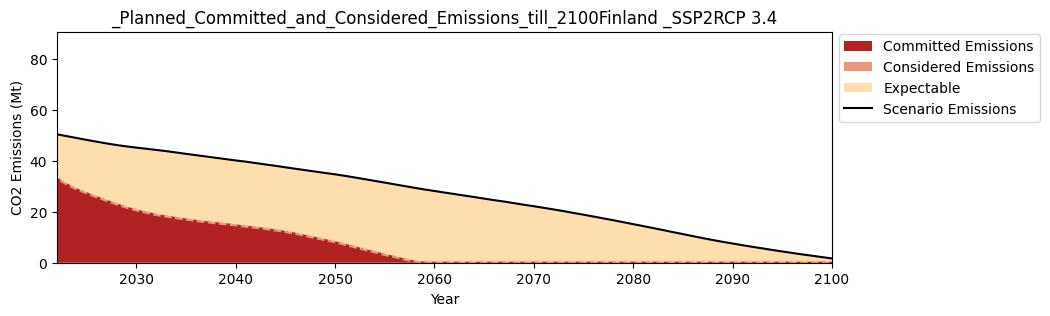 _Planned_Committed_and_Considered_Emissions_till_2100Finland _SSP2RCP 3.4
CO2 Emissions (Mt)
80
60
40
20
0
2030 2040 2050 2060 2070 2080 2090 2100
Year
Committed Emissions
Considered Emissions
Expectable
Scenario Emissions